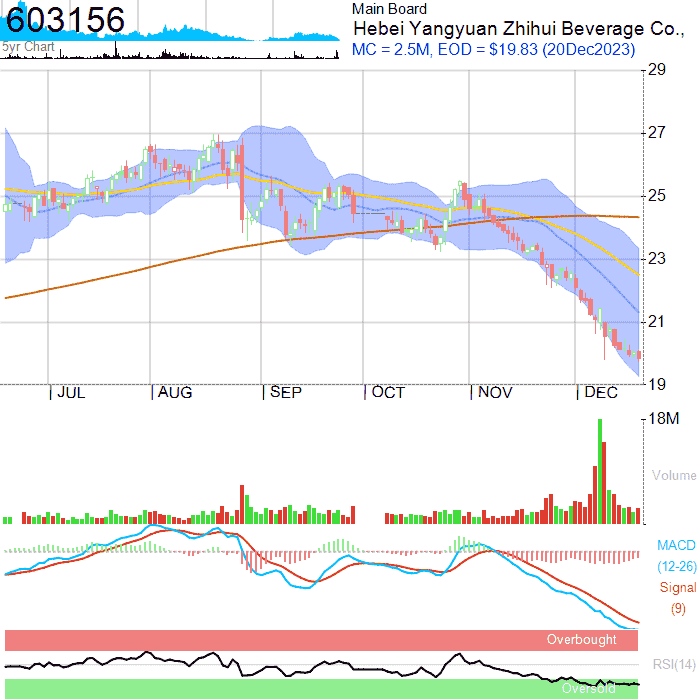 603156
5yr Chart
Main Board
Hebei Yangyuan Zhihui Beverage Co.,
MC = 2.5M, EOD = $19.83 (20Dec2023)
29
27
25
23
21
19
JUL AUG SEP OCT NOV DEC
18M
Volume
MACD
(12-26)
Signal
(9)
Overbought
RSI(14)
Oversold